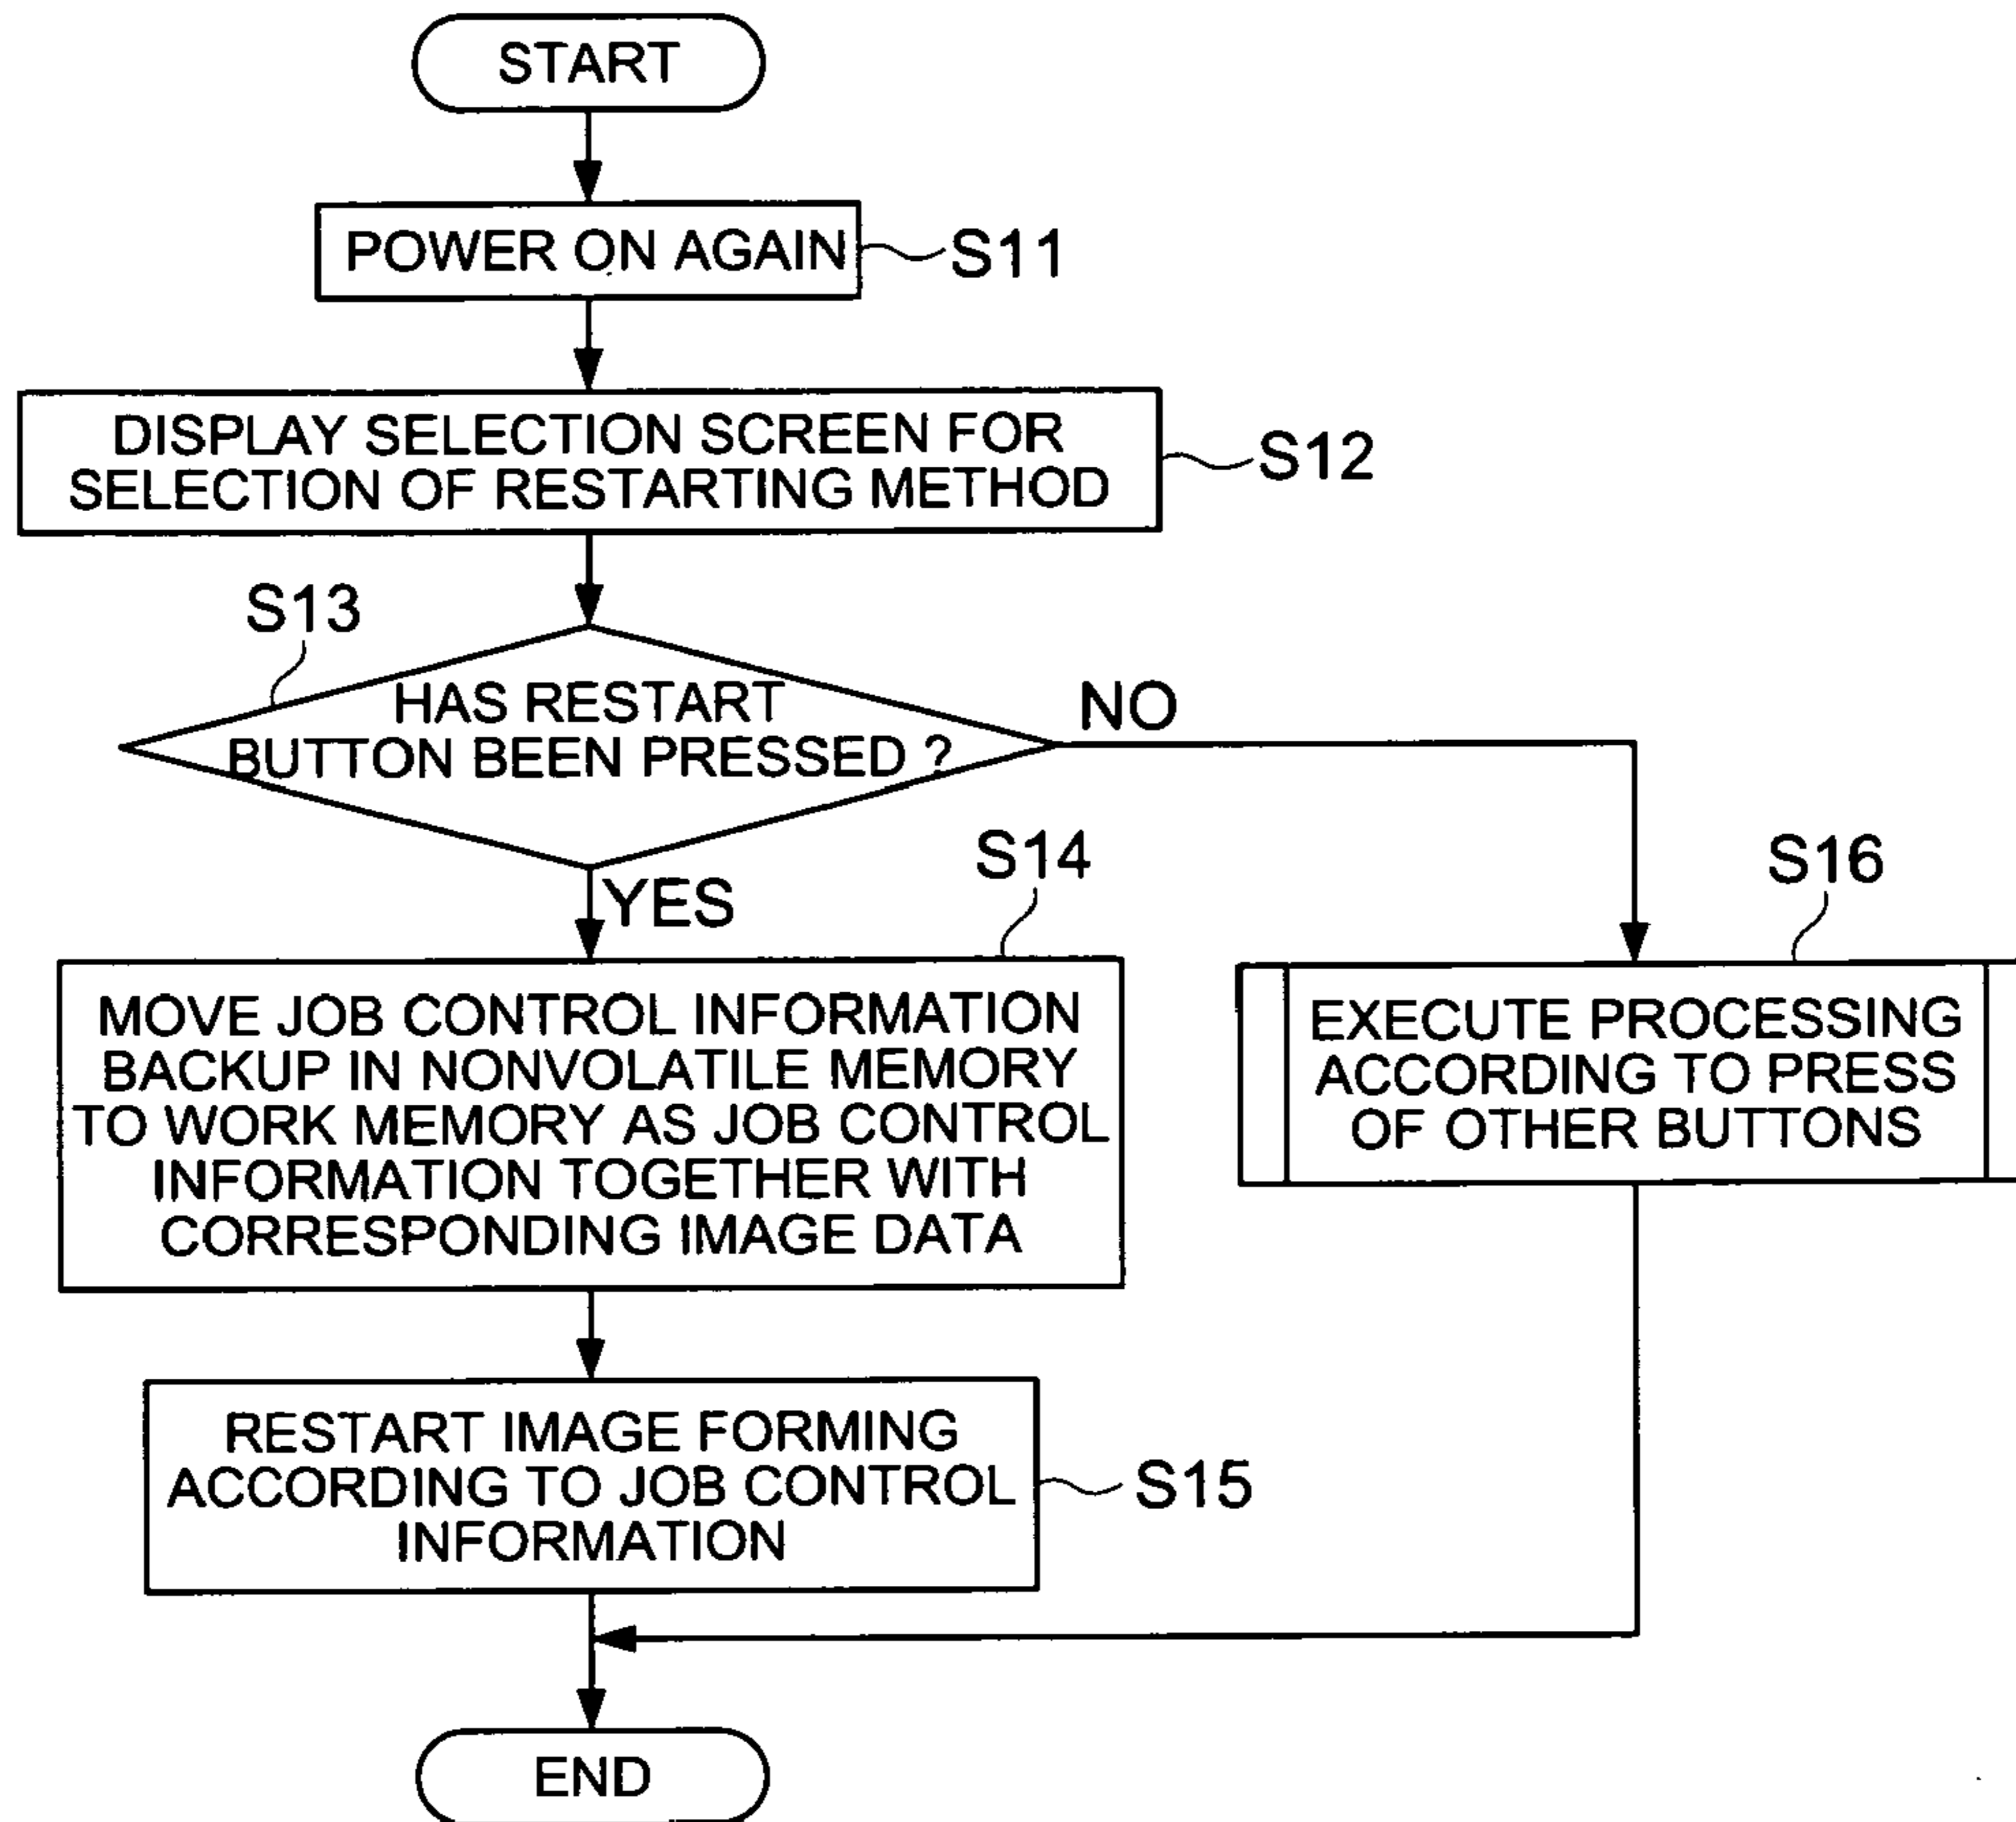 START
POWER ON AGAIN
S11
DISPLAY SELECTION SCREEN FOR
SELECTION OF RESTARTING METHOD
S12
S13
HAS RESTART
BUTTON BEEN PRESSED ?
NO
YES
S14
MOVE JOB CONTROL INFORMATION
BACKUP IN NONVOLATILE MEMORY
TO WORK MEMORY AS JOB CONTROL
INFORMATION TOGETHER WITH
CORRESPONDING IMAGE DATA
S16
EXECUTE PROCESSING
ACCORDING TO PRESS
OF OTHER BUTTONS
RESTART IMAGE FORMING
ACCORDING TO JOB CONTROL
INFORMATION
S15
END